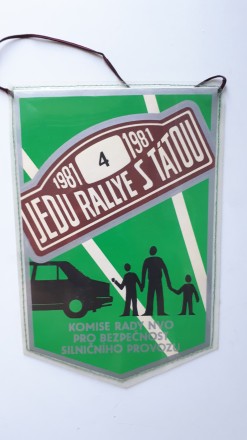 1981 4 1981
JEDU RALLYE S TÁTOU
KOMISE RADY NVO
PRO BEZPEČNOST
SILNIČNÍHO PROVOZU